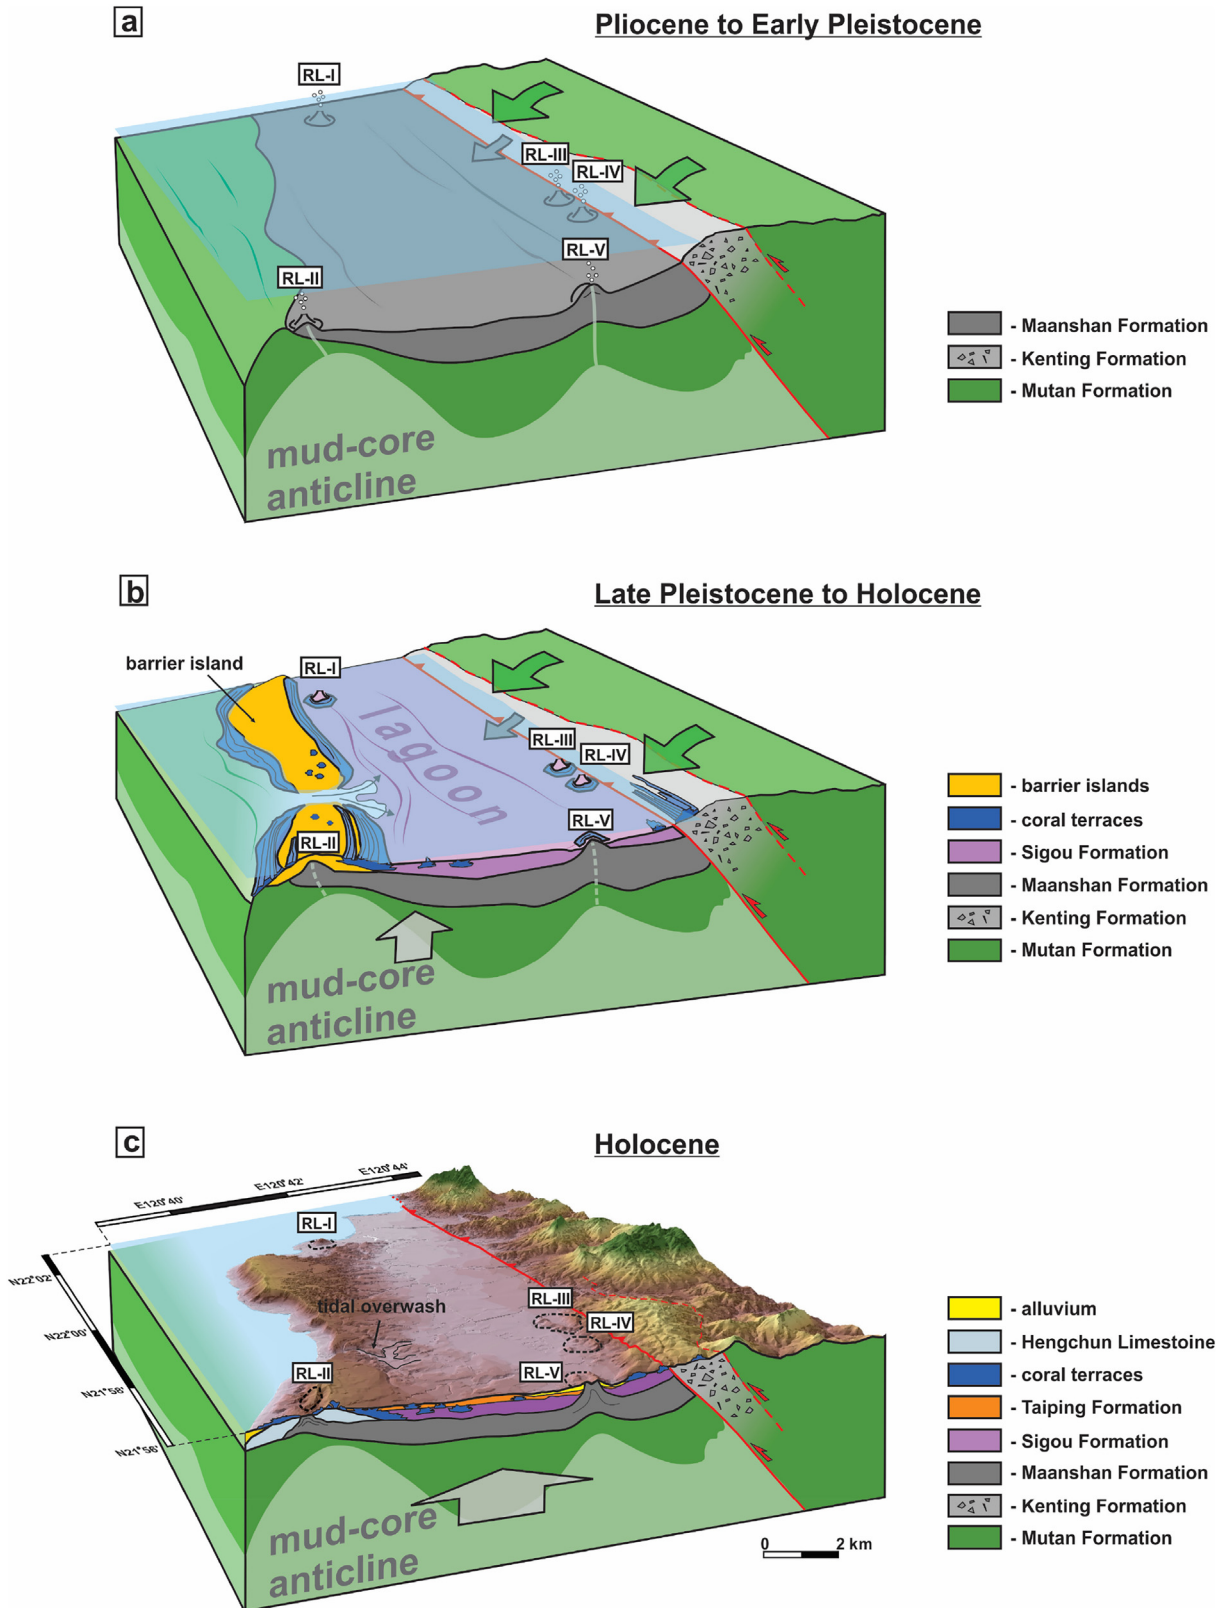 a
Pliocene to Early Pleistocene
RL-I
RL-III
RL-IV
RL-V
RL-II
mud-core
anticline
- Maanshan Formation
- Kenting Formation
- Mutan Formation
b
Late Pleistocene to Holocene
barrier island
RL-I
lagoon
RL-III
RL-IV
RL-V
RL-II
mud-core
anticline
- barrier islands
- coral terraces
- Sigou Formation
- Maanshan Formation
- Kenting Formation
- Mutan Formation
c
Holocene
E120°40'
E120°42'
E120°44'
N22°02'
N22°00'
N21°58'
N21°56'
RL-I
tidal overwash
RL-III
RL-IV
RL-V
RL-II
mud-core
anticline
0 2 km
- alluvium
- Hengchun Limestoine
- coral terraces
- Taiping Formation
- Sigou Formation
- Maanshan Formation
- Kenting Formation
- Mutan Formation